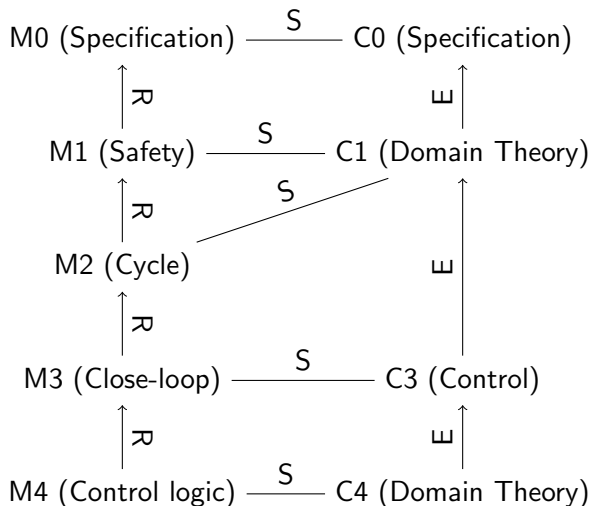 M0 (Specification) S C0 (Specification)
R E
M1 (Safety) S C1 (Domain Theory)
R S
M2 (Cycle)
R E
M3 (Close-loop) S C3 (Control)
R E
M4 (Control logic) S C4 (Domain Theory)